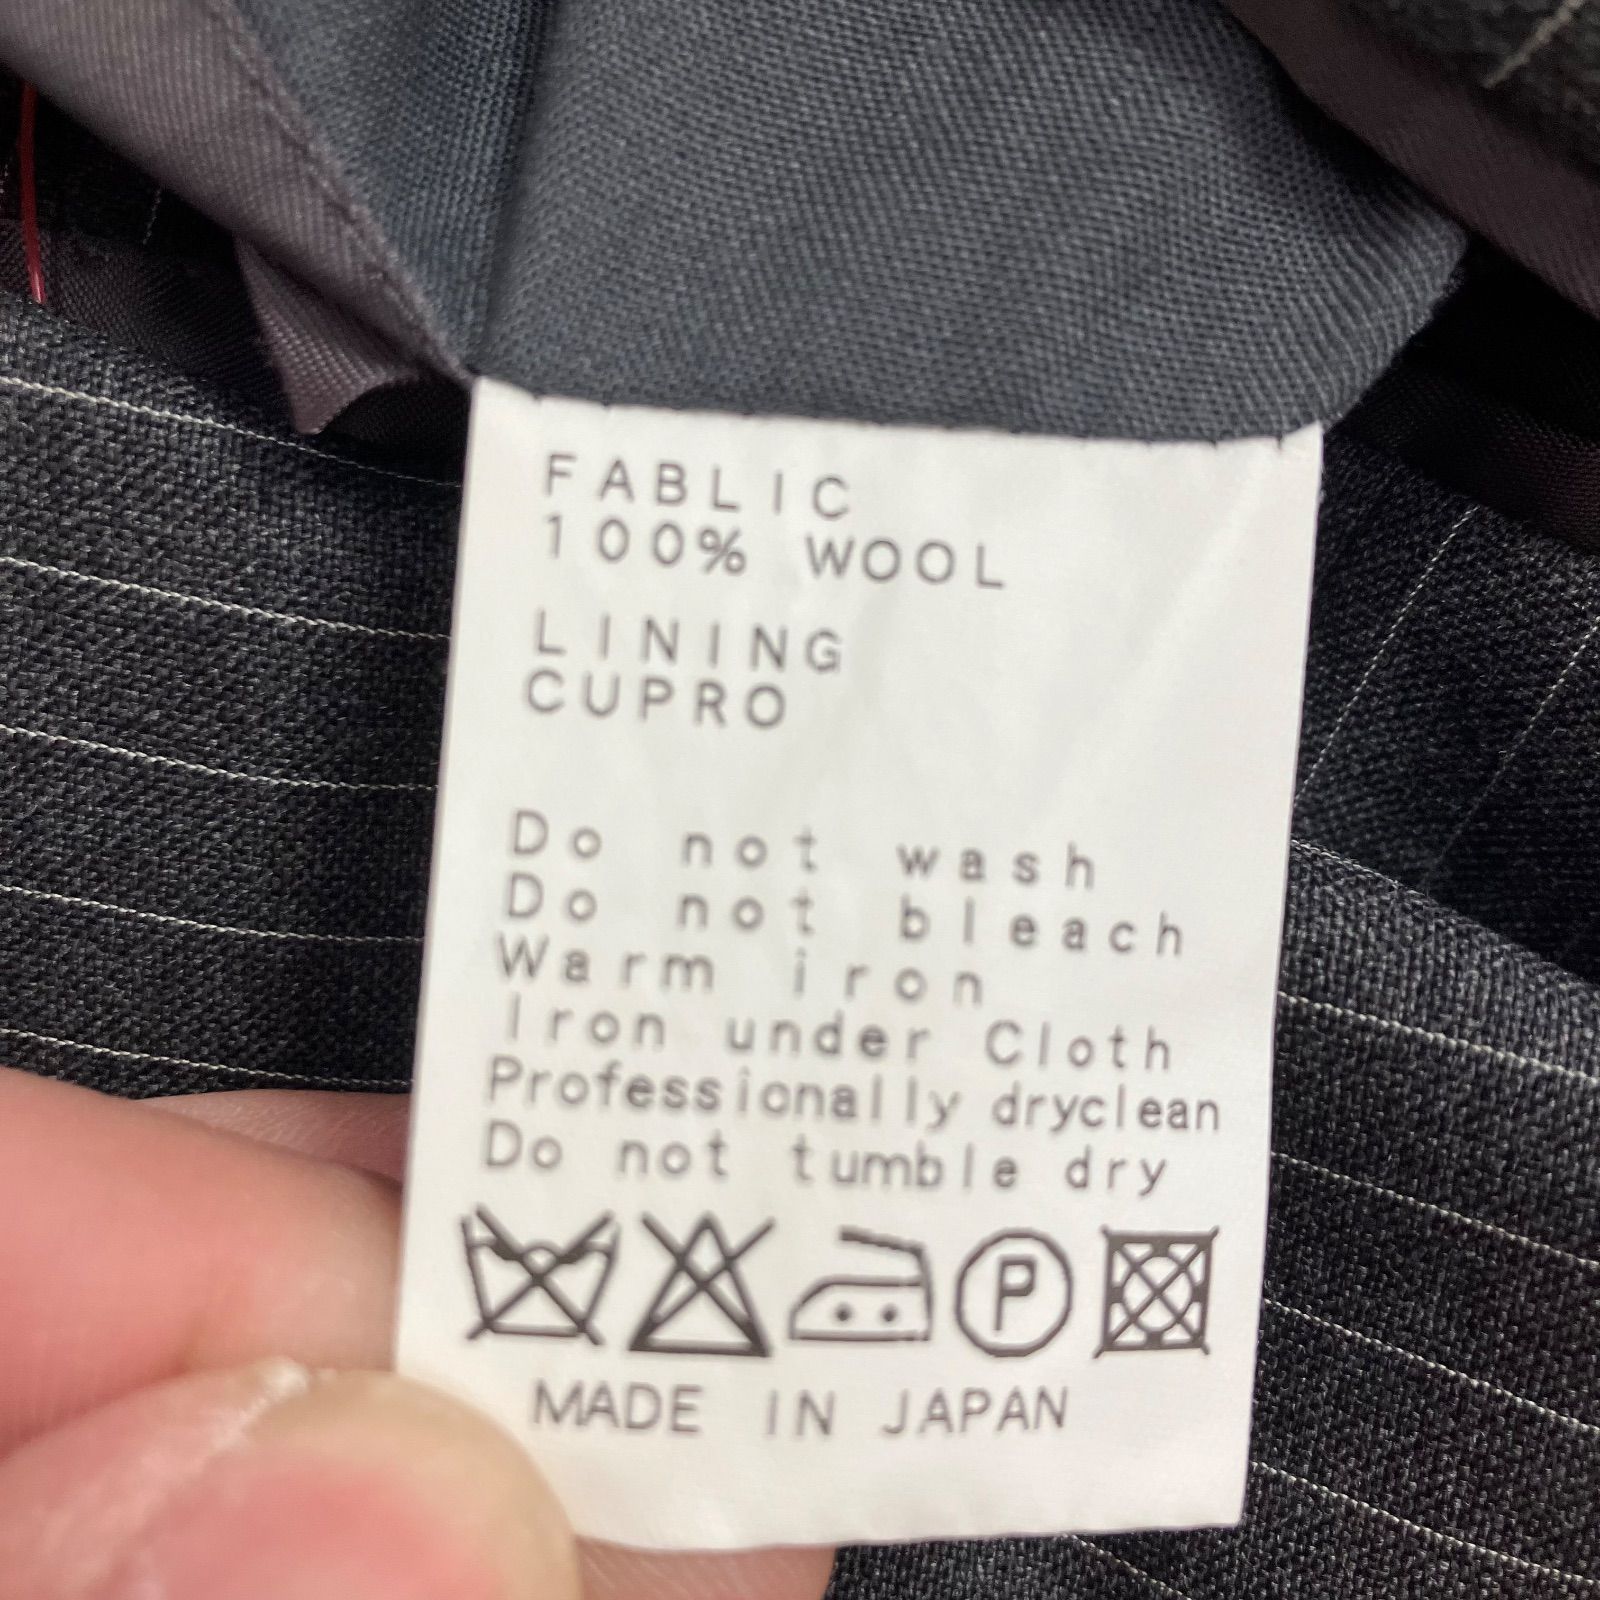 FABLIC
100% WOOL
LINING
CUPRO
Do not wash
Do not bleach
Warm iron
Iron under Cloth
Professionally dryclean
Do not tumble dry
P
MADE IN JAPAN